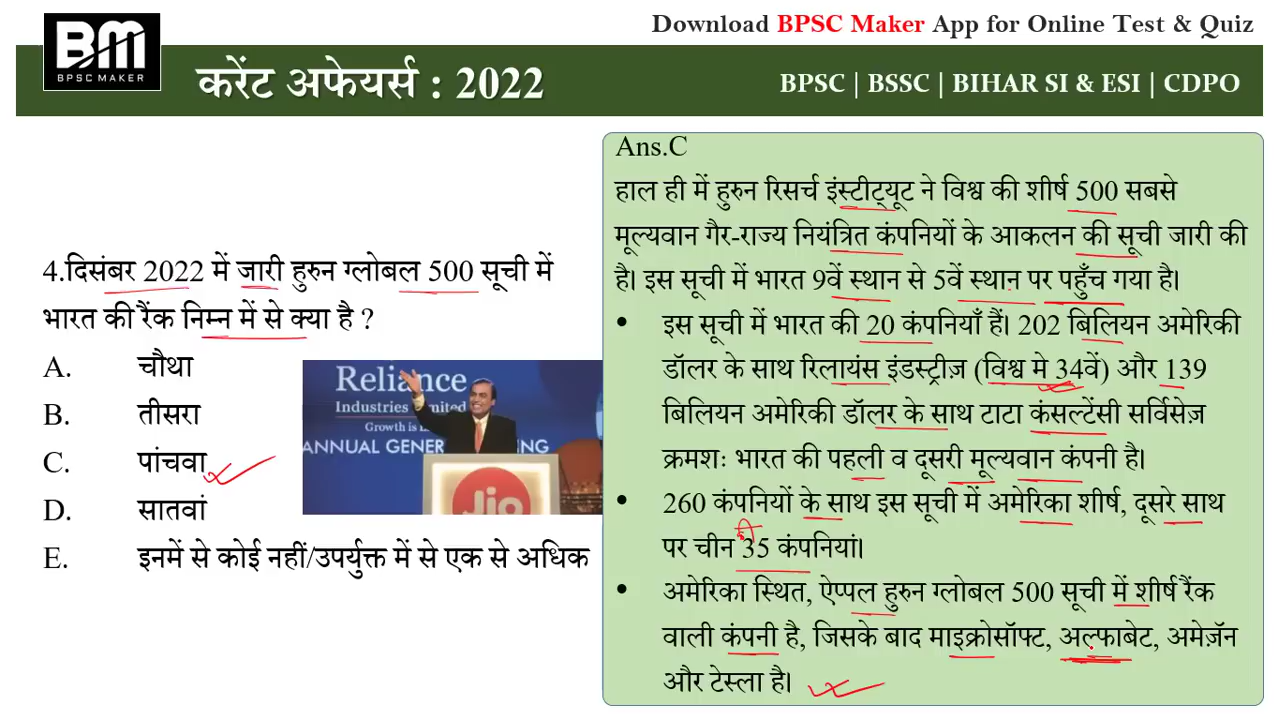 Download BPSC Maker App for Online Test & Quiz
BM
BPSC MAKER
करेंट अफेयर्स : 2022
BPSC | BSSC | BIHAR SI & ESI | CDPO
4.दिसंबर 2022 में जारी हुरुन ग्लोबल 500 सूची में
भारत की रैंक निम्न में से क्या है ?
A. चौथा
B. तीसरा
C. पांचवा
D. सातवां
E. इनमें से कोई नहीं/उपर्युक्त में से एक से अधिक
Reliance
Industries Limited
Growth is
ANNUAL GENER ING
Jio
Ans.C
हाल ही में हुरुन रिसर्च इंस्टीट्यूट ने विश्व की शीर्ष 500 सबसे
मूल्यवान गैर-राज्य नियंत्रित कंपनियों के आकलन की सूची जारी की
है। इस सूची में भारत 9वें स्थान से 5वें स्थान पर पहुँच गया है।
• इस सूची में भारत की 20 कंपनियाँ हैं। 202 बिलियन अमेरिकी
डॉलर के साथ रिलायंस इंडस्ट्रीज़ (विश्व मे 34वें) और 139
बिलियन अमेरिकी डॉलर के साथ टाटा कंसल्टेंसी सर्विसेज़
क्रमशः भारत की पहली व दूसरी मूल्यवान कंपनी है।
• 260 कंपनियों के साथ इस सूची में अमेरिका शीर्ष, दूसरे साथ
पर चीन की 35 कंपनियां।
• अमेरिका स्थित, ऐप्पल हुरुन ग्लोबल 500 सूची में शीर्ष रैंक
वाली कंपनी है, जिसके बाद माइक्रोसॉफ्ट, अल्फाबेट, अमेज़ॅन
और टेस्ला है।